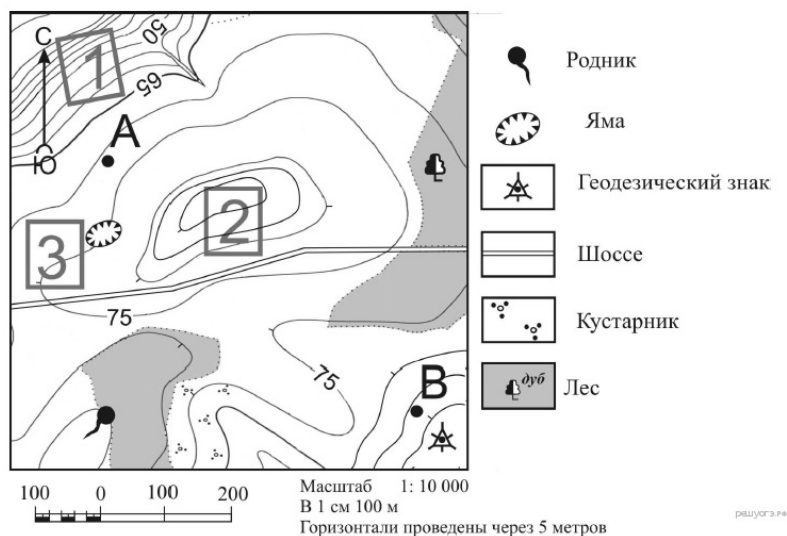 С
Ю
1
50
65
А
2
3
75
75
В
Родник
Яма
Геодезический знак
Шоссе
Кустарник
дуб
Лес
100 0 100 200
Масштаб 1: 10 000
В 1 см 100 м
Горизонтали проведены через 5 метров
решуогэ.рф